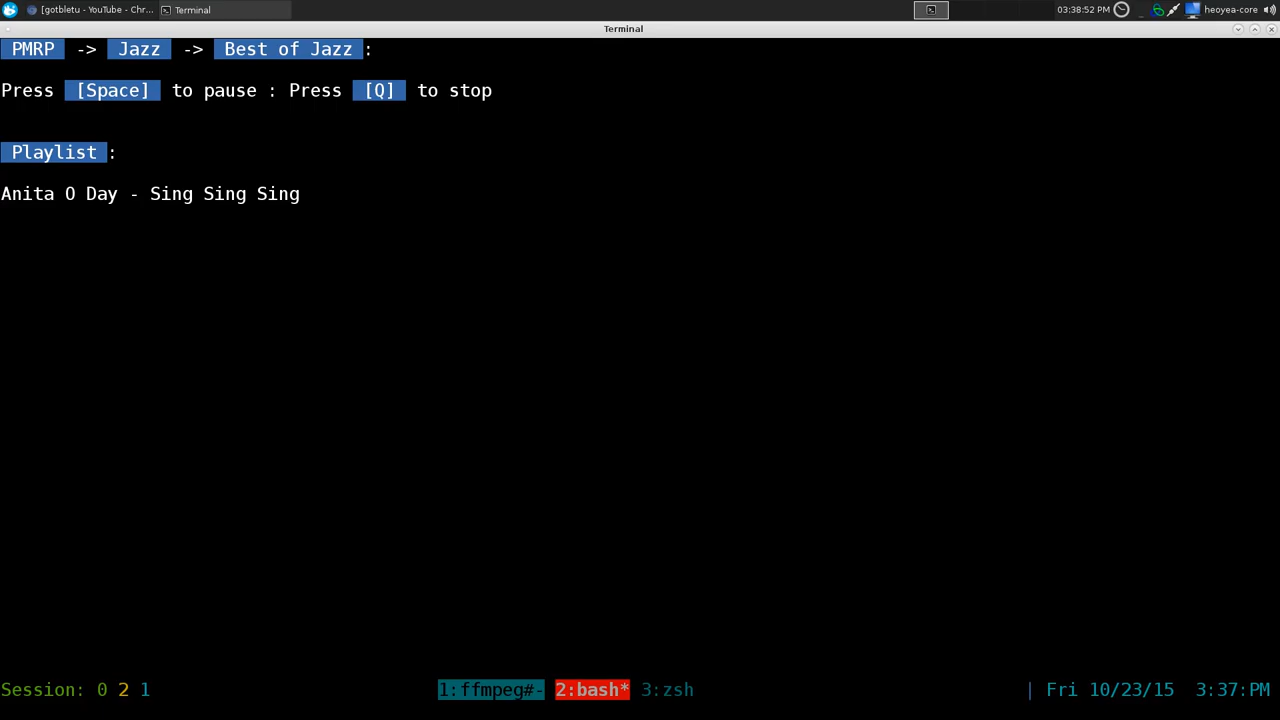 [gotbletu - YouTube - Chr... Terminal 03:38:52 PM heoyea-core
Terminal
PMRP -> Jazz -> Best of Jazz :
Press [Space] to pause : Press [Q] to stop
Playlist :
Anita O Day - Sing Sing Sing
Session: 0 2 1 1:ffmpeg#- 2:bash* 3:zsh | Fri 10/23/15 3:37:PM